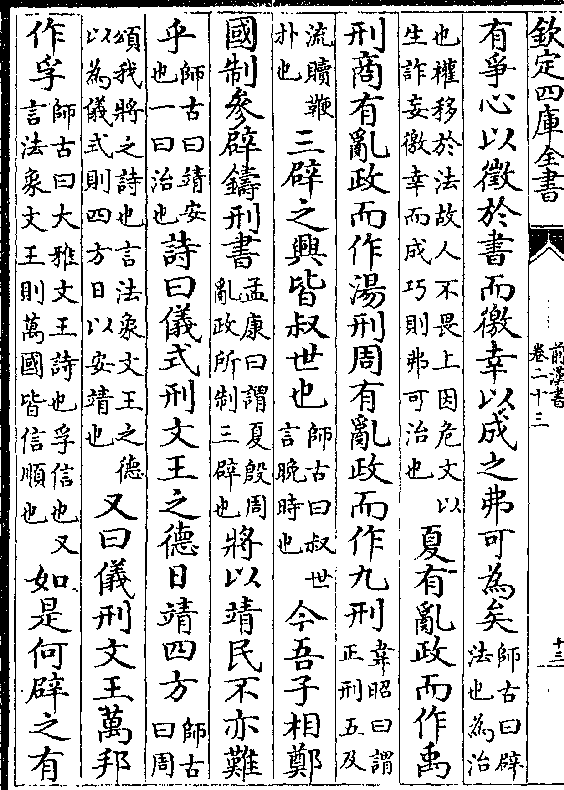 欽定四庫全書
前漢書
卷二十三
十三
有爭心以徵於書而徼幸以成之弗可為矣師古曰辟法也為治
也權移於法故人不畏上因危文以生詐妄徼幸而成巧則弗可治也夏有亂政而作禹
刑商有亂政而作湯刑周有亂政而作九刑韋昭曰謂正刑五及
流贖鞭扑也三辟之興皆叔世也師古曰叔世言晚時也今吾子相鄭
國制參辟鑄刑書孟康曰謂夏殷周亂政所制三辟也將以靖民不亦難
乎師古曰靖安也一曰治也詩曰儀式刑文王之德日靖四方師古曰周
頌我將之詩也言法象文王之德以為儀式則四方日以安靖也又曰儀刑文王萬邦
作孚師古曰大雅文王詩也孚信也又言法象文王則萬國皆信順也如是何辟之有